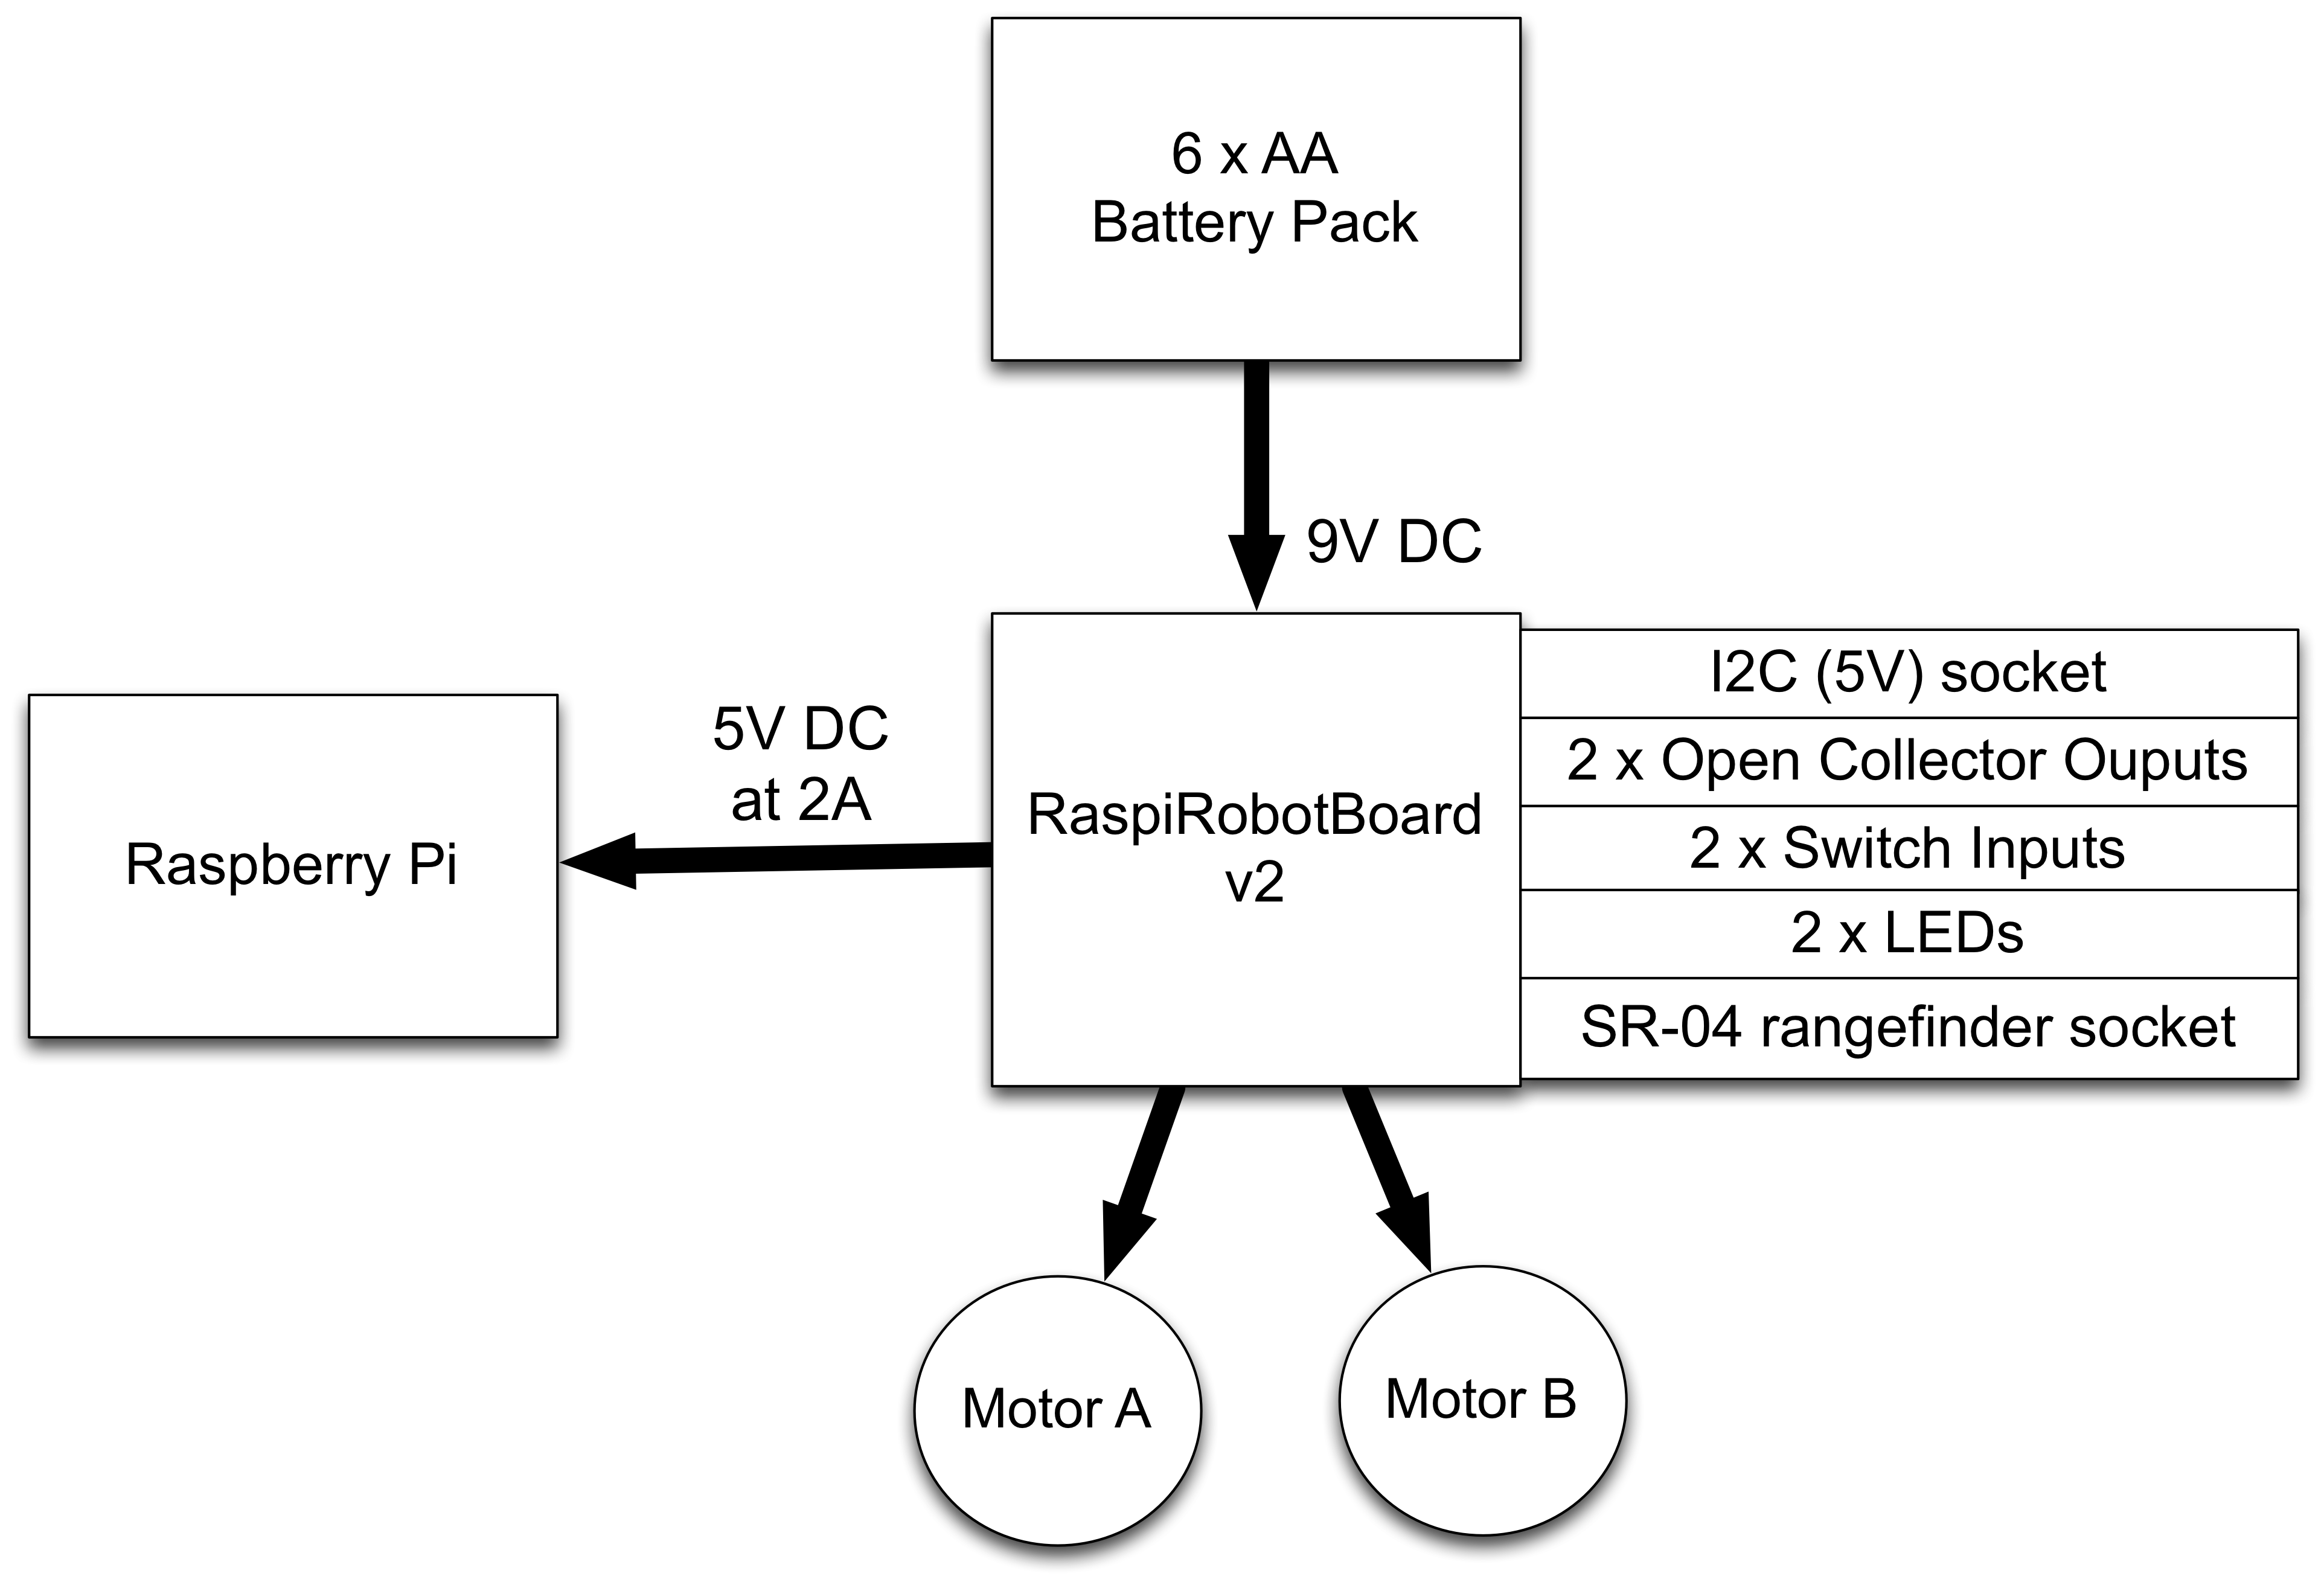 6 x AA
Battery Pack
9V DC
5V DC
at 2A
Raspberry Pi
RaspiRobotBoard
v2
I2C (5V) socket
2 x Open Collector Ouputs
2 x Switch Inputs
2 x LEDs
SR-04 rangefinder socket
Motor A
Motor B